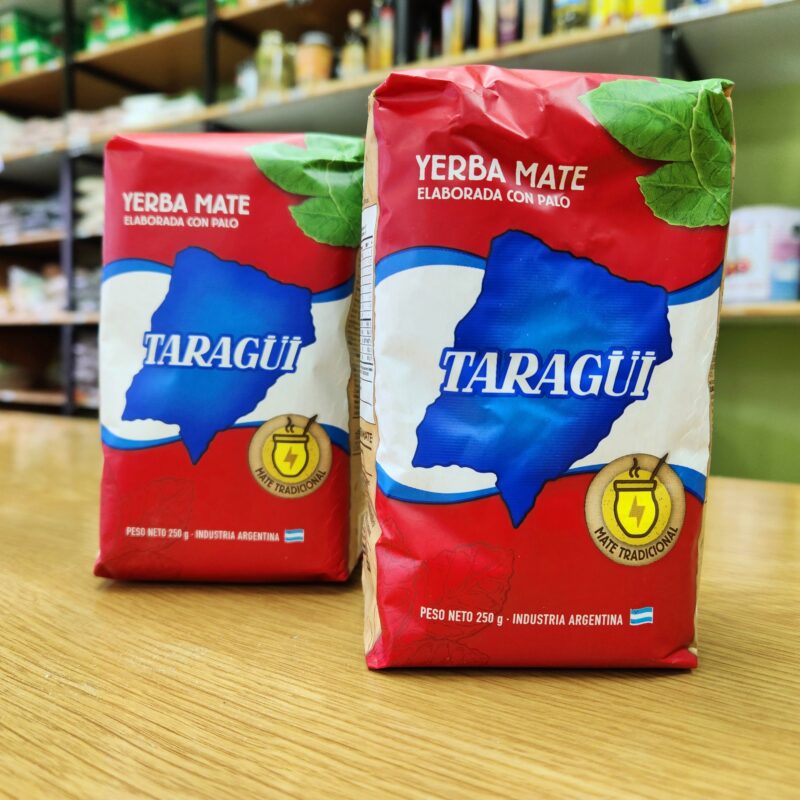 YERBA MATE
ELABORADA CON PALO
TARAGÜI
MATE TRADICIONAL
PESO NETO 250 g · INDUSTRIA ARGENTINA
YERBA MATE
ELABORADA CON PALO
TARAGÜI
MATE TRADICIONAL
PESO NETO 250 g · INDUSTRIA ARGENTINA